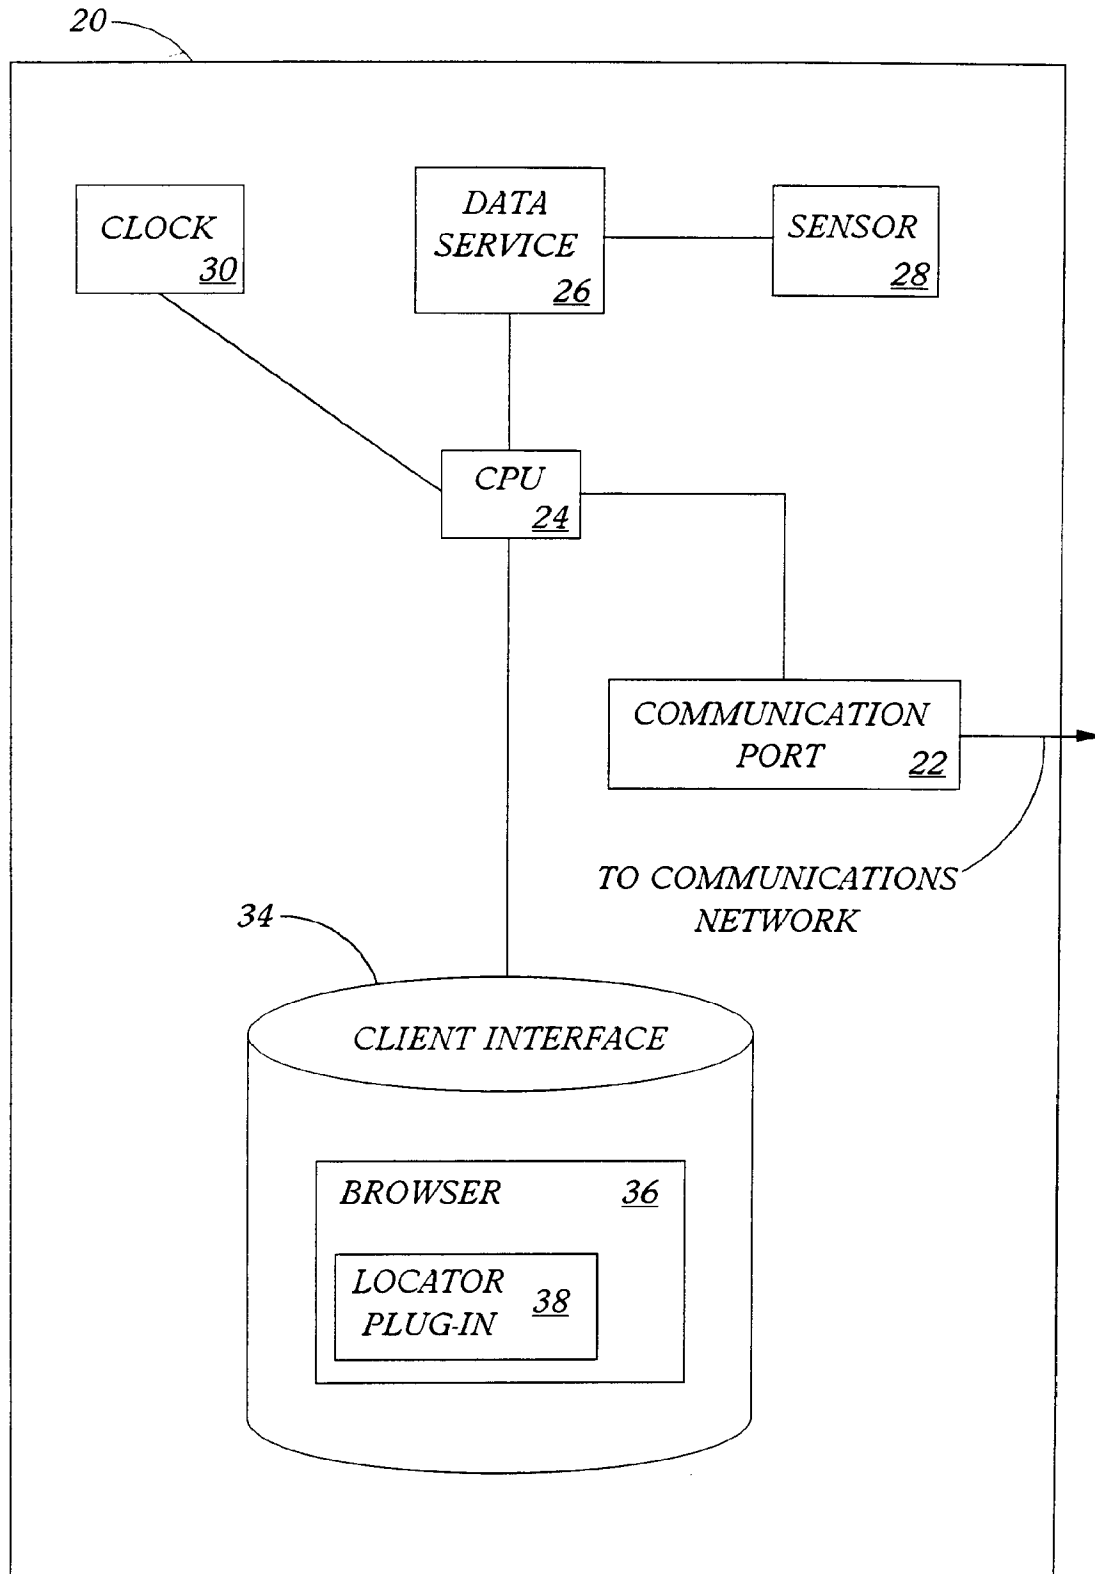 20
CLOCK
30
DATA
SERVICE
26
SENSOR
28
CPU
24
COMMUNICATION
PORT
22
TO COMMUNICATIONS
NETWORK
34
CLIENT INTERFACE
BROWSER 36
LOCATOR
PLUG-IN
38